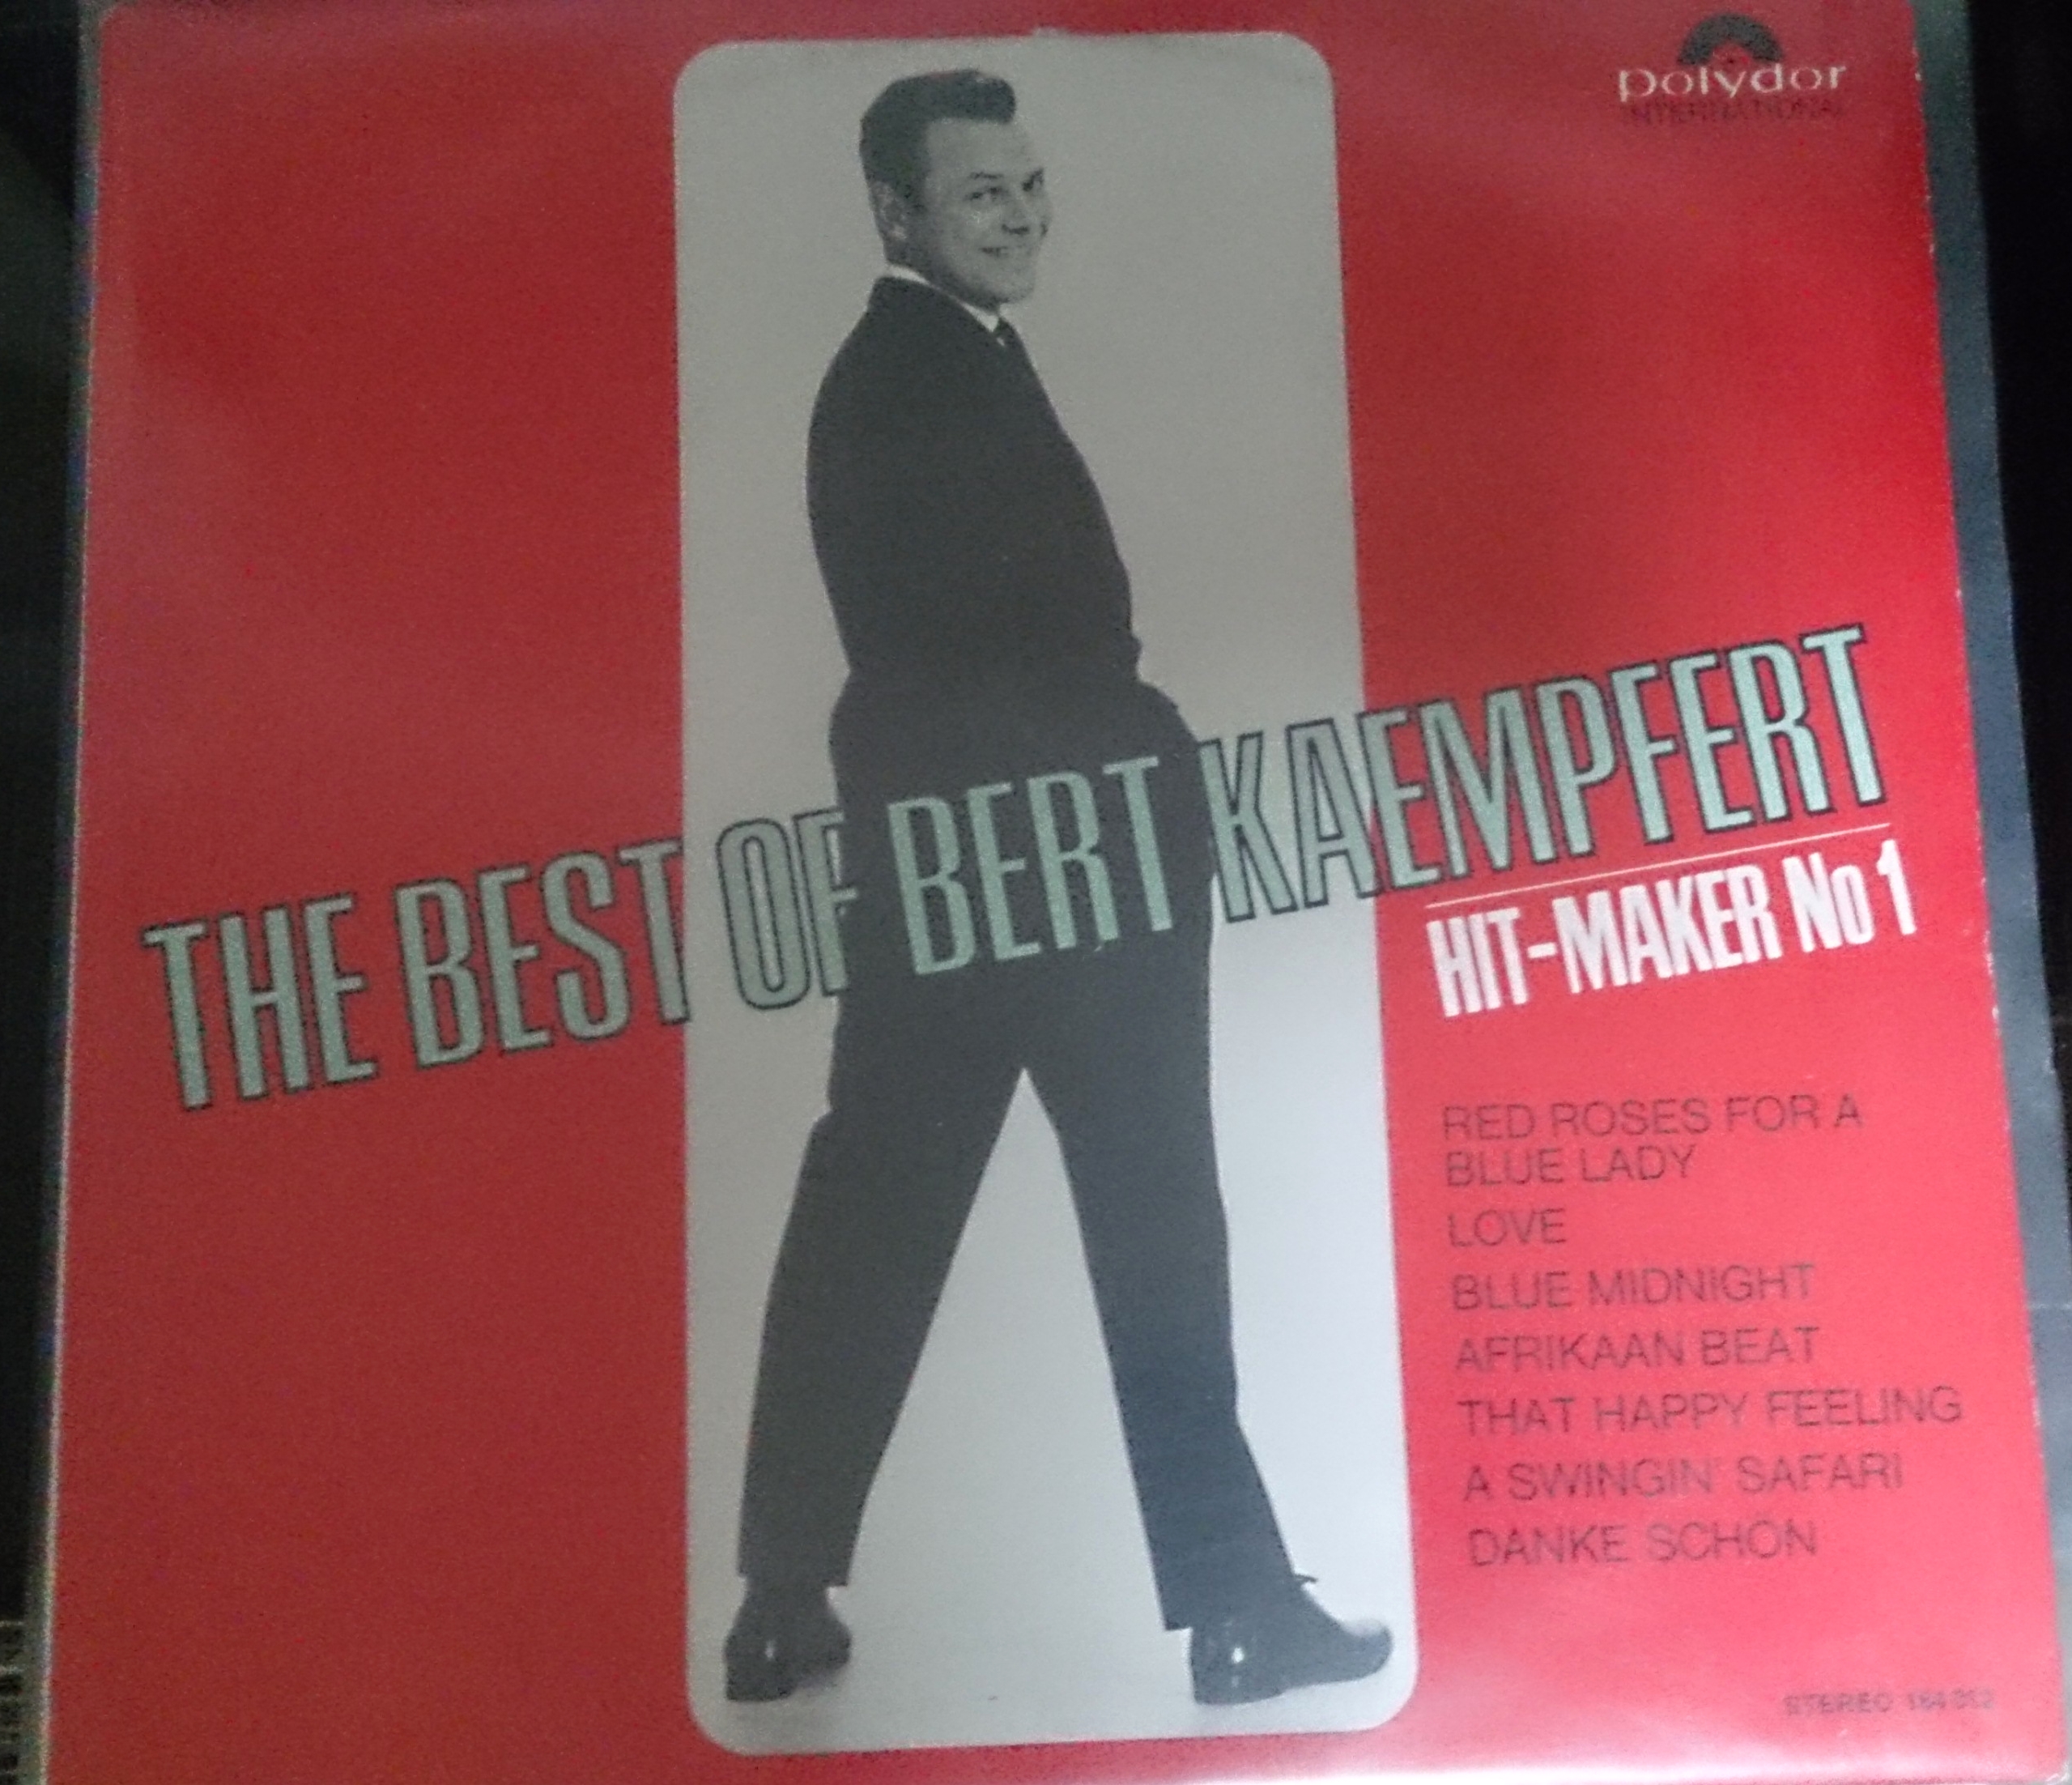 polydor
INTERNATIONAL
THE BEST OF BERT KAEMPFERT
HIT-MAKER No 1
RED ROSES FOR A
BLUE LADY
LOVE
BLUE MIDNIGHT
AFRIKAAN BEAT
THAT HAPPY FEELING
A SWINGIN' SAFARI
DANKE SCHÖN
STEREO